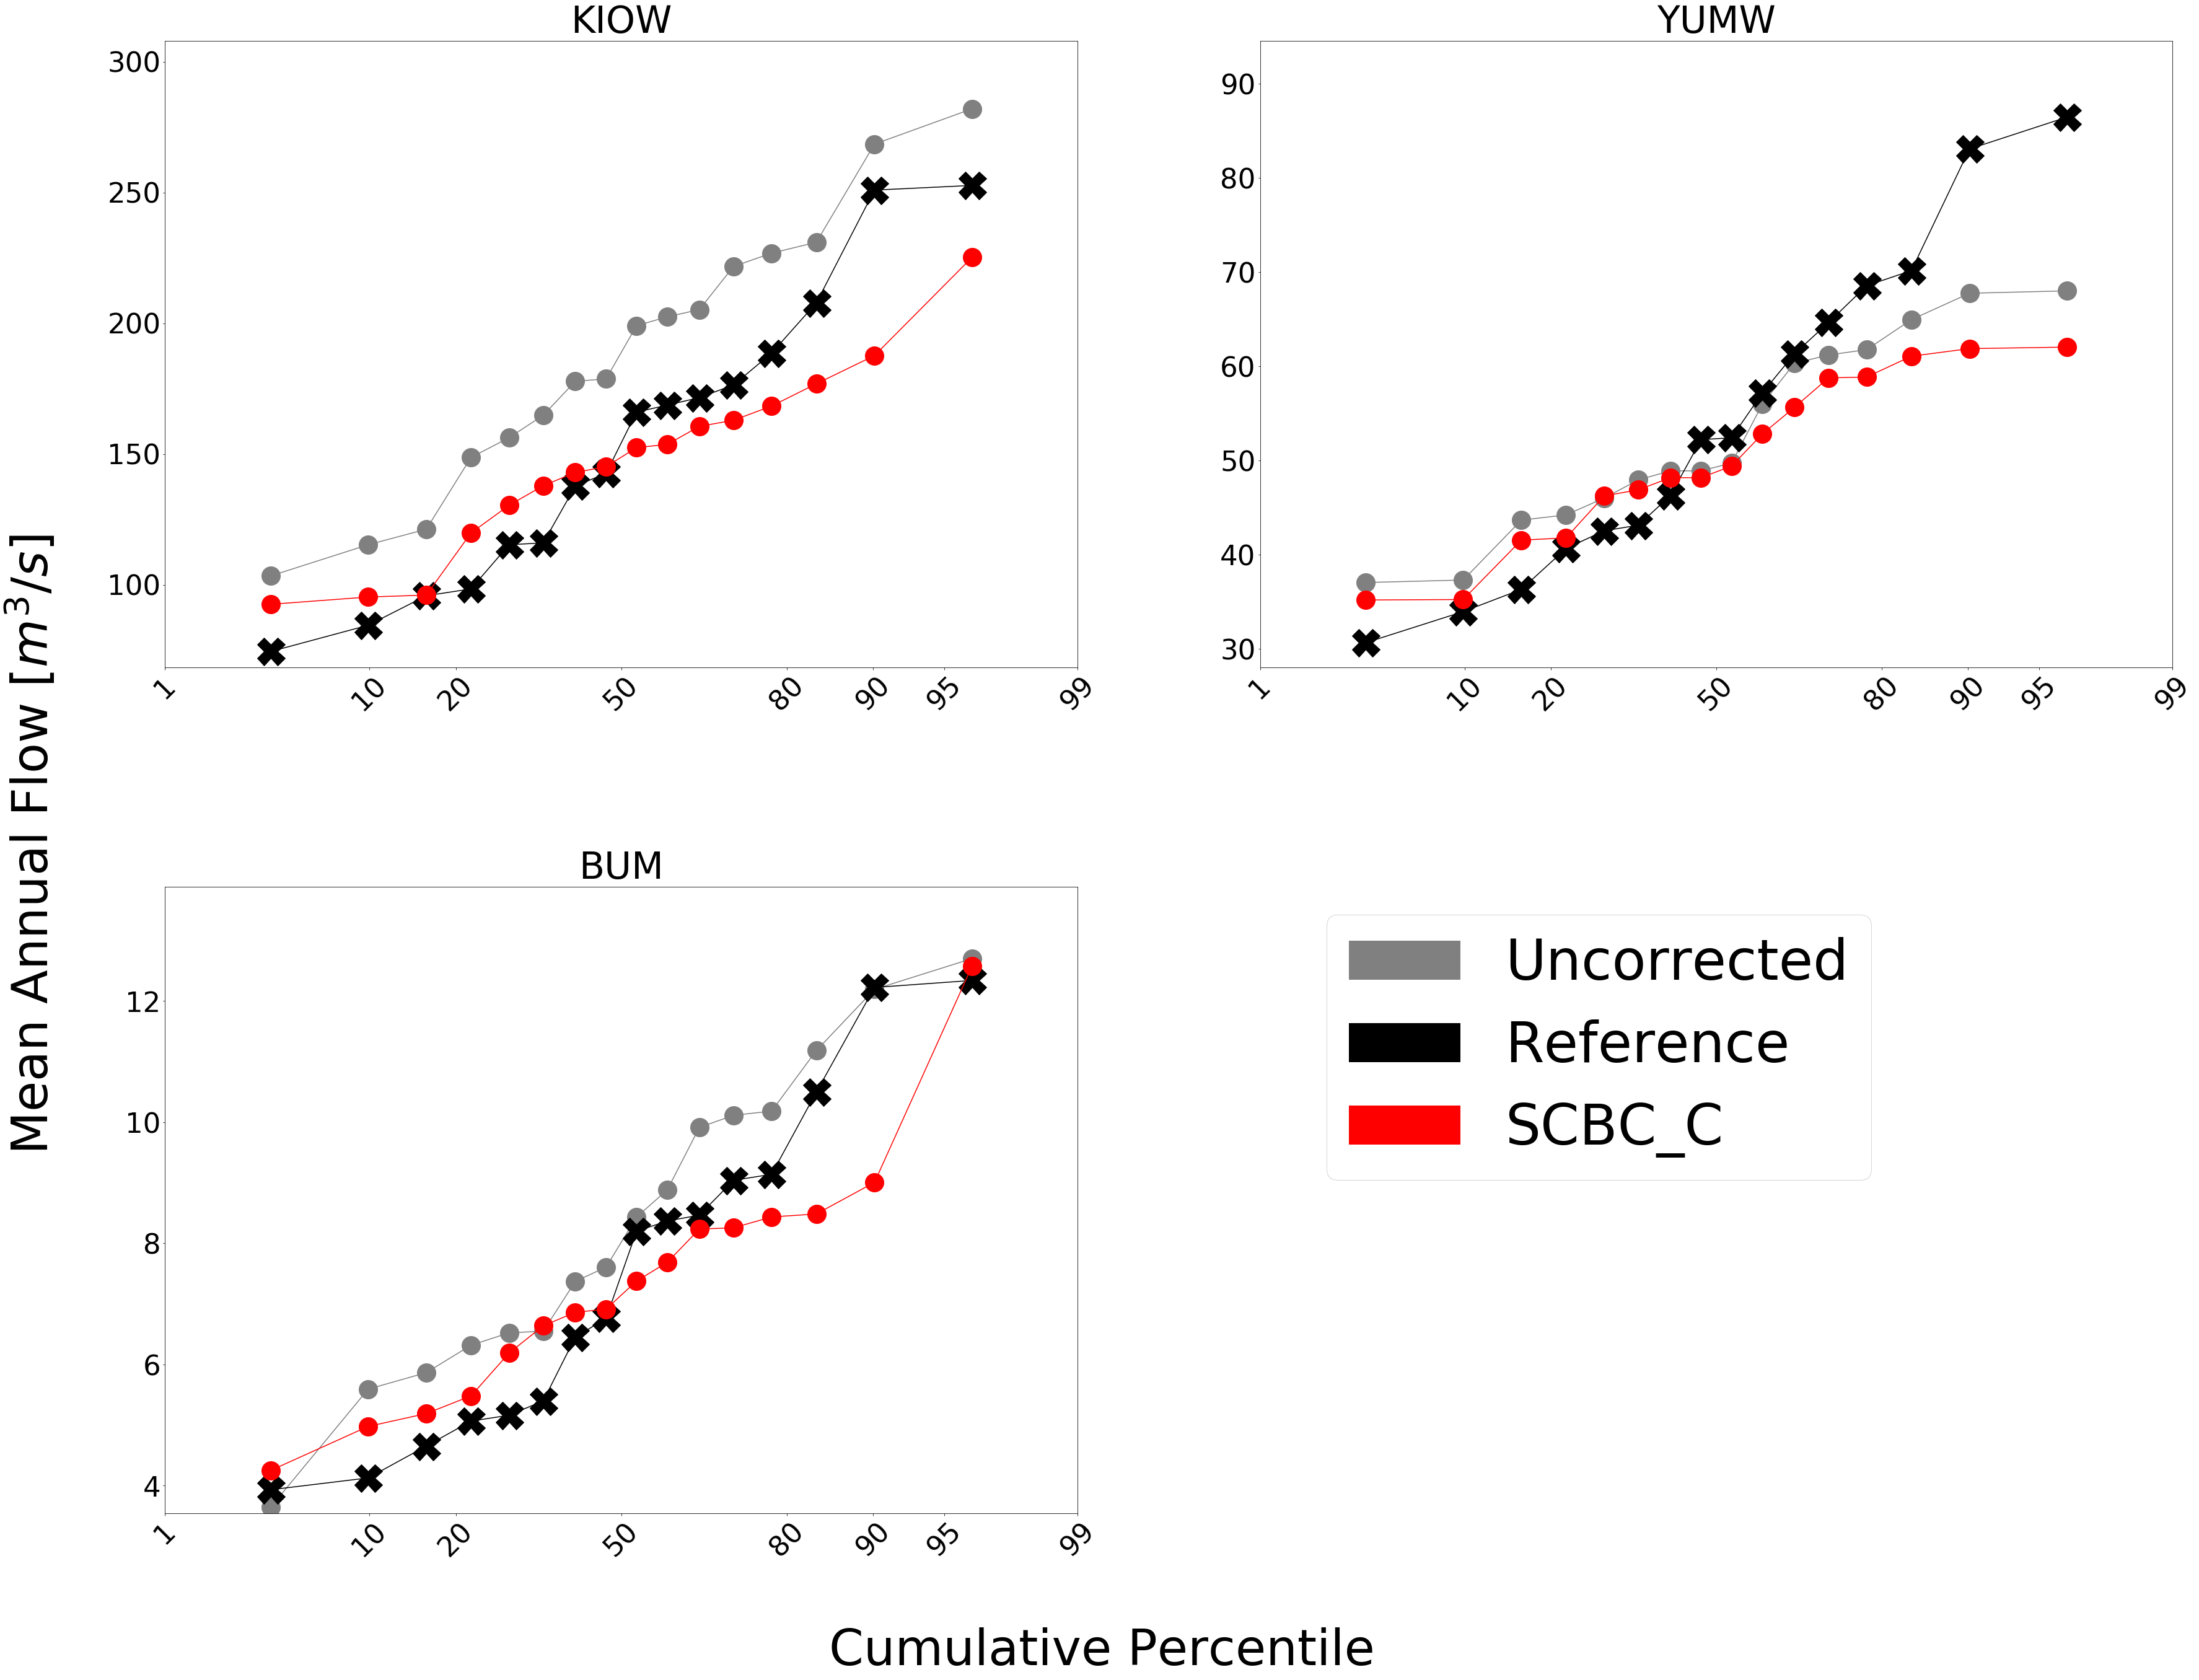 KIOW
300
250
200
150
100
1 10 20 50 80 90 95 99
YUMW
90
80
70
60
50
40
30
1 10 20 50 80 90 95 99
Mean Annual Flow [m³/s]
BUM
12
10
8
6
4
1 10 20 50 80 90 95 99
Uncorrected
Reference
SCBC_C
Cumulative Percentile